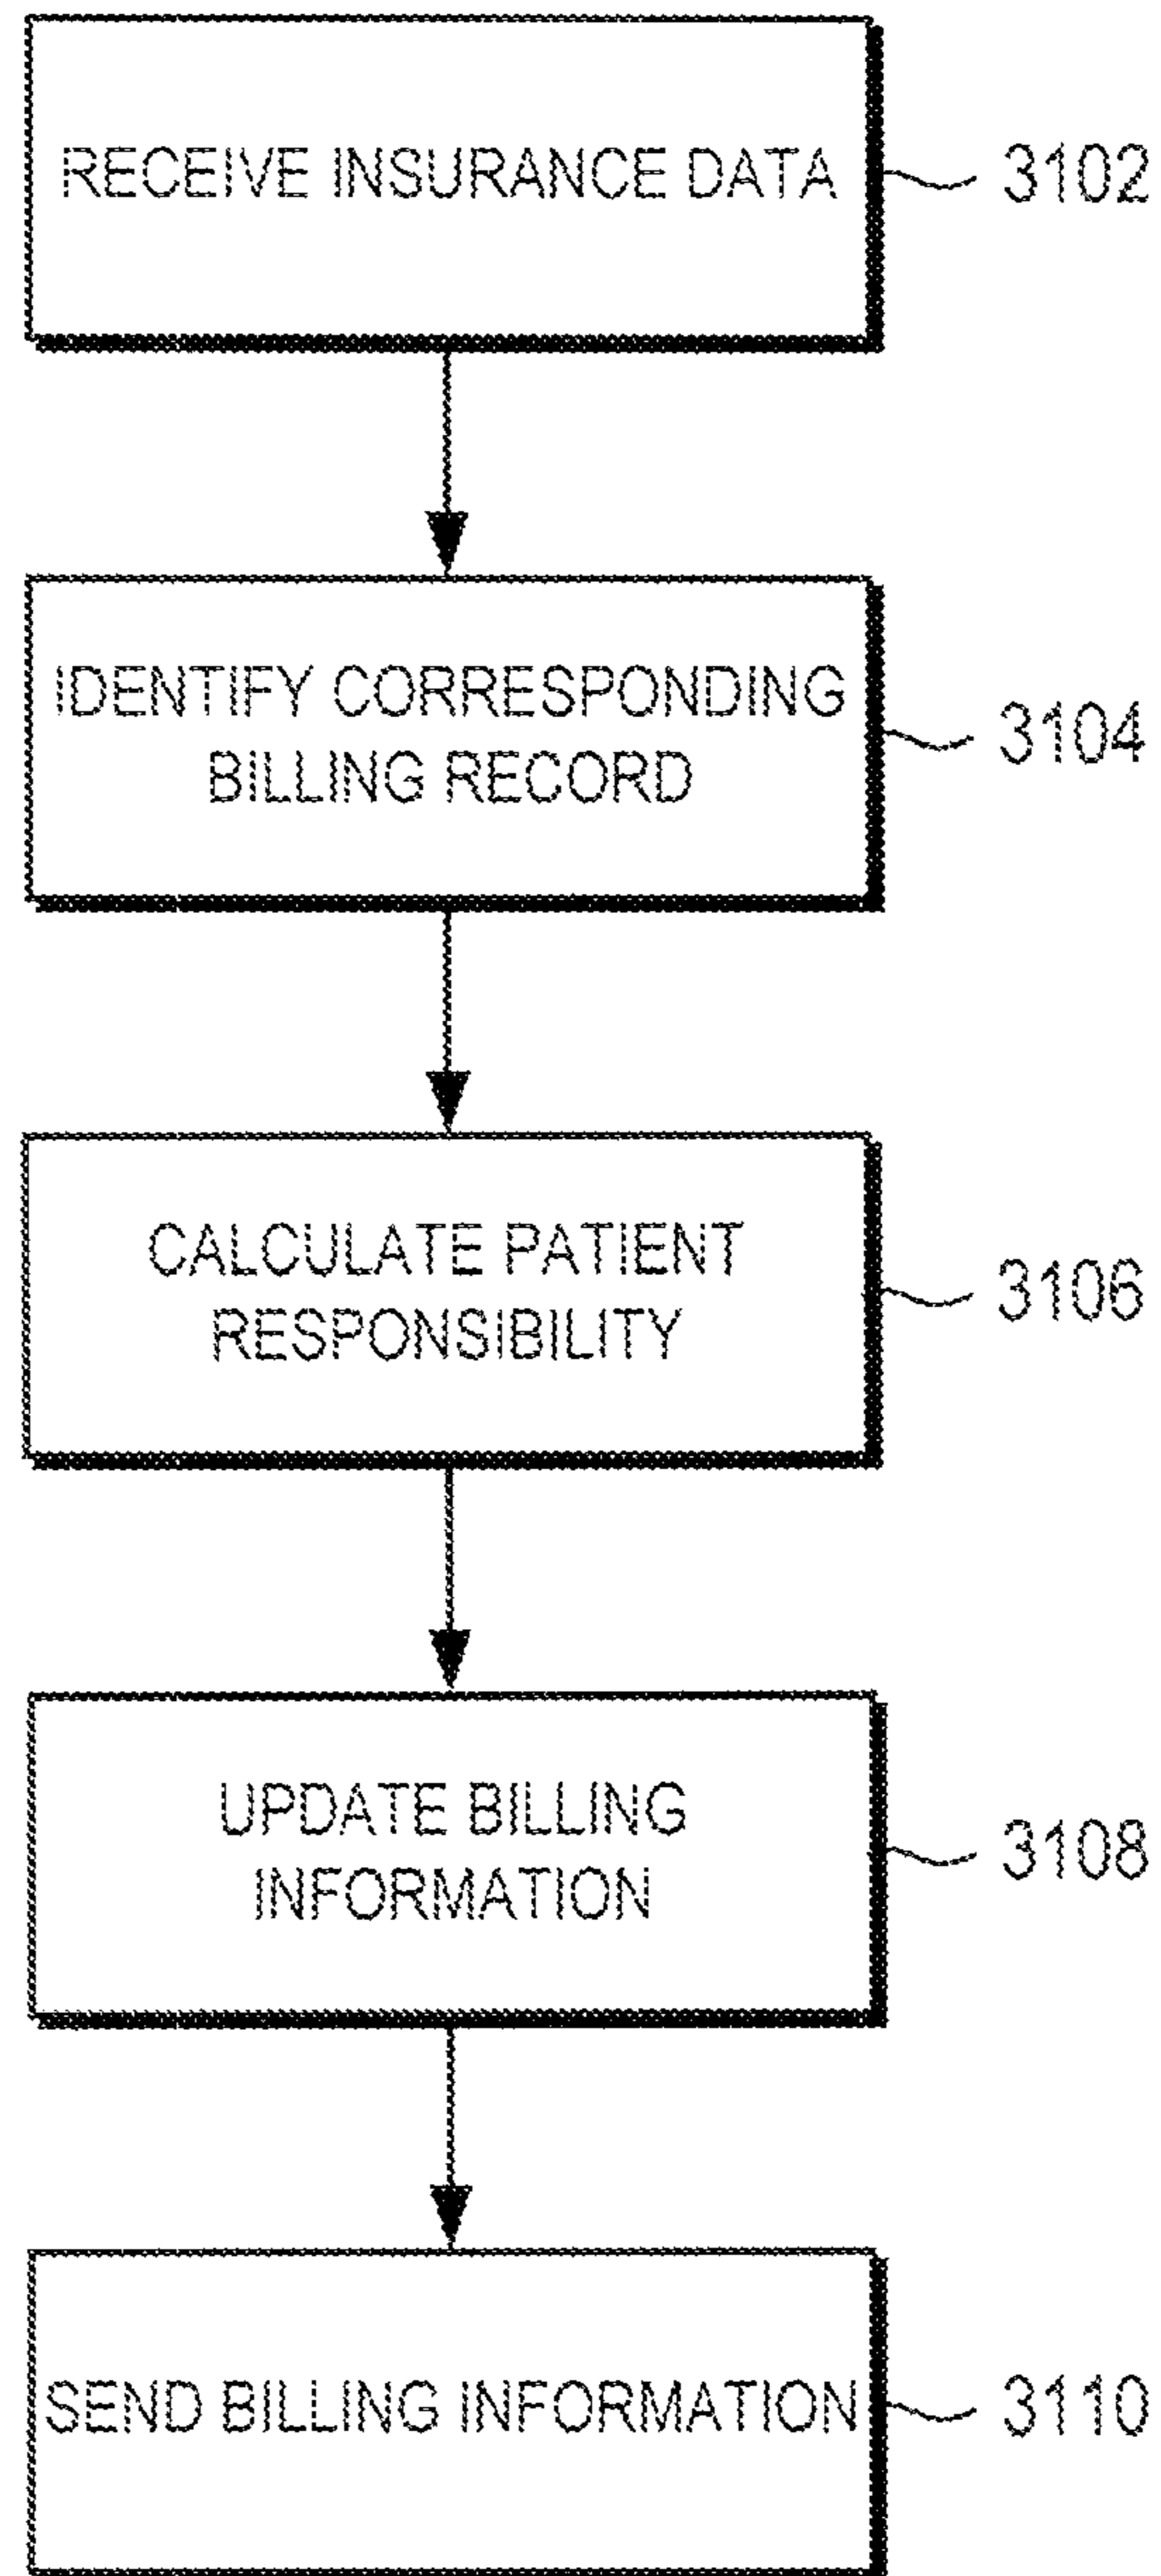 RECEIVE INSURANCE DATA
3102
IDENTIFY CORRESPONDING
BILLING RECORD
3104
CALCULATE PATIENT
RESPONSIBILITY
3106
UPDATE BILLING
INFORMATION
3108
SEND BILLING INFORMATION
3110